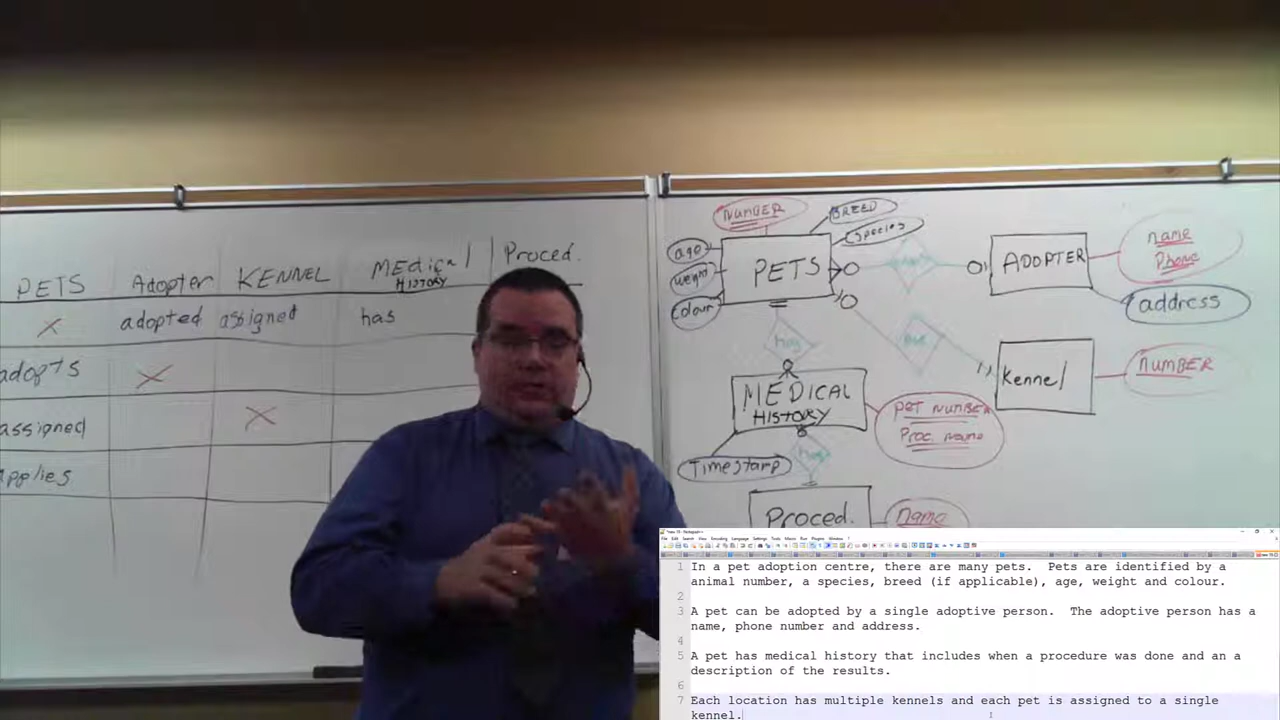 PETS Adopter KENNEL MEdical HISTORY Proced.
X adopted assigned has
adopts X
assigned X
applies
NUMBER
BREED
Species
age
weight
colour
PETS
ADOPTER
name
Phone
address
has
MEDICAL
HISTORY
Kennel
NUMBER
PET NUMBER
Proc. name
Timestamp
has
Proced.
name
1 In a pet adoption centre, there are many pets. Pets are identified by a
animal number, a species, breed (if applicable), age, weight and colour.
2
3 A pet can be adopted by a single adoptive person. The adoptive person has a
name, phone number and address.
4
5 A pet has medical history that includes when a procedure was done and an a
description of the results.
6
7 Each location has multiple kennels and each pet is assigned to a single
kennel.